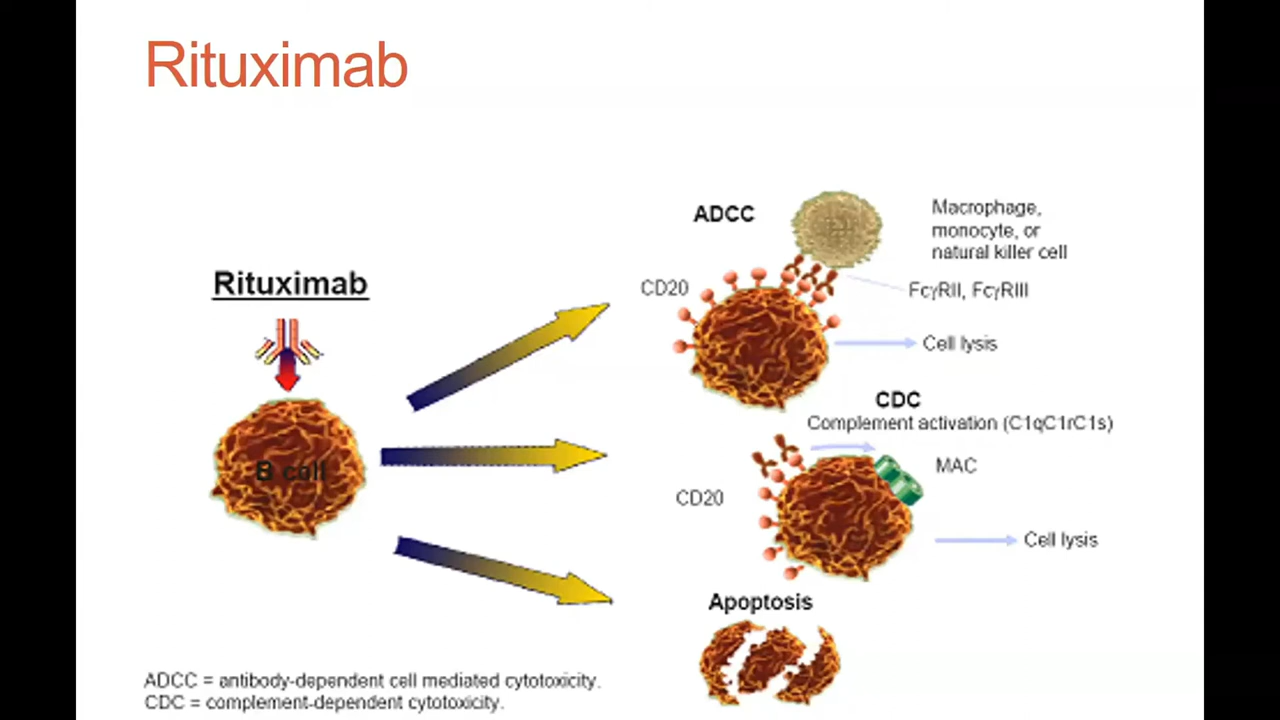 Rituximab
Rituximab
B cell
ADCC
Macrophage,
monocyte, or
natural killer cell
CD20
FcγRII, FcγRIII
Cell lysis
CDC
Complement activation (C1qC1rC1s)
MAC
CD20
Cell lysis
Apoptosis
ADCC = antibody-dependent cell mediated cytotoxicity.
CDC = complement-dependent cytotoxicity.